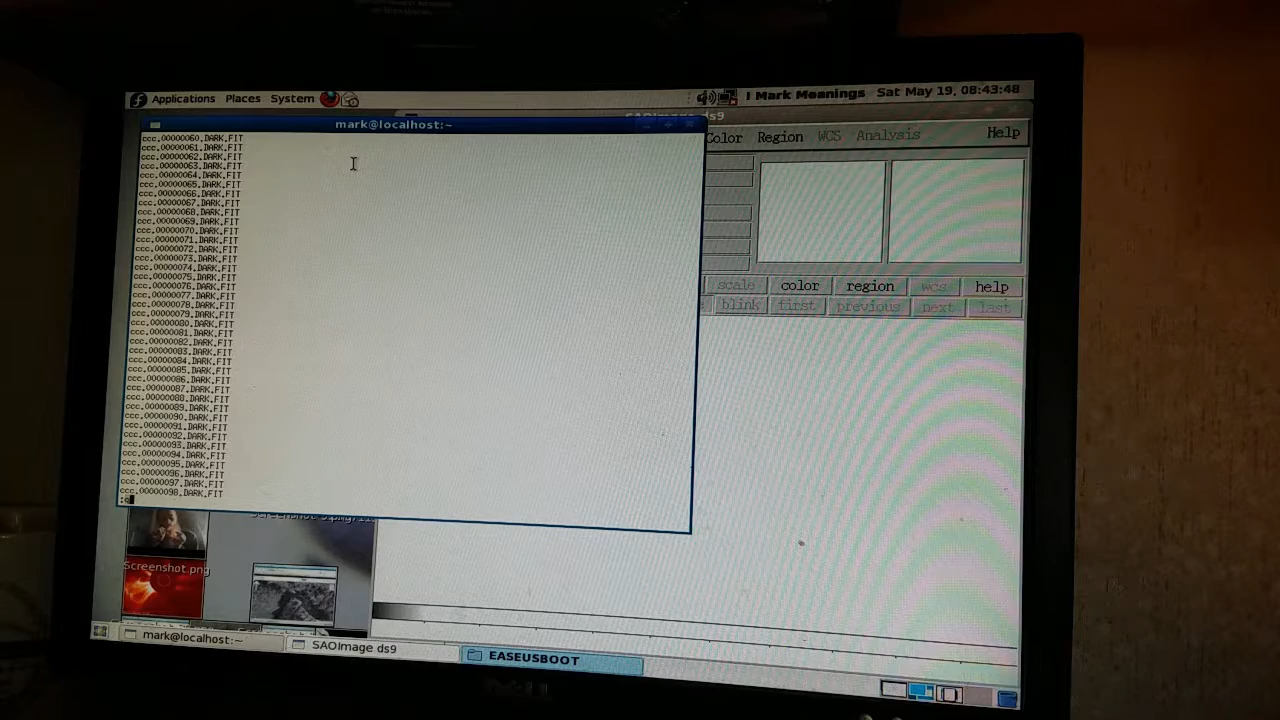 Applications Places System
! Mark Meanings Sat May 19, 08:43:48
mark@localhost:~
Color Region WCS Analysis Help
ccc.00000060.DARK.FIT
ccc.00000061.DARK.FIT
ccc.00000062.DARK.FIT
ccc.00000063.DARK.FIT
ccc.00000064.DARK.FIT
ccc.00000065.DARK.FIT
ccc.00000066.DARK.FIT
ccc.00000067.DARK.FIT
ccc.00000068.DARK.FIT
ccc.00000069.DARK.FIT
ccc.00000070.DARK.FIT
ccc.00000071.DARK.FIT
ccc.00000072.DARK.FIT
ccc.00000073.DARK.FIT
ccc.00000074.DARK.FIT
ccc.00000075.DARK.FIT
ccc.00000076.DARK.FIT
ccc.00000077.DARK.FIT
ccc.00000078.DARK.FIT
ccc.00000079.DARK.FIT
ccc.00000080.DARK.FIT
ccc.00000081.DARK.FIT
ccc.00000082.DARK.FIT
ccc.00000083.DARK.FIT
ccc.00000084.DARK.FIT
ccc.00000085.DARK.FIT
ccc.00000086.DARK.FIT
ccc.00000087.DARK.FIT
ccc.00000088.DARK.FIT
ccc.00000089.DARK.FIT
ccc.00000090.DARK.FIT
ccc.00000091.DARK.FIT
ccc.00000092.DARK.FIT
ccc.00000093.DARK.FIT
ccc.00000094.DARK.FIT
ccc.00000095.DARK.FIT
ccc.00000096.DARK.FIT
ccc.00000097.DARK.FIT
ccc.00000098.DARK.FIT
scale color region wcs help
blink first previous next last
Screenshot.png
mark@localhost:~
SAOImage ds9
EASEUSBOOT
DELL